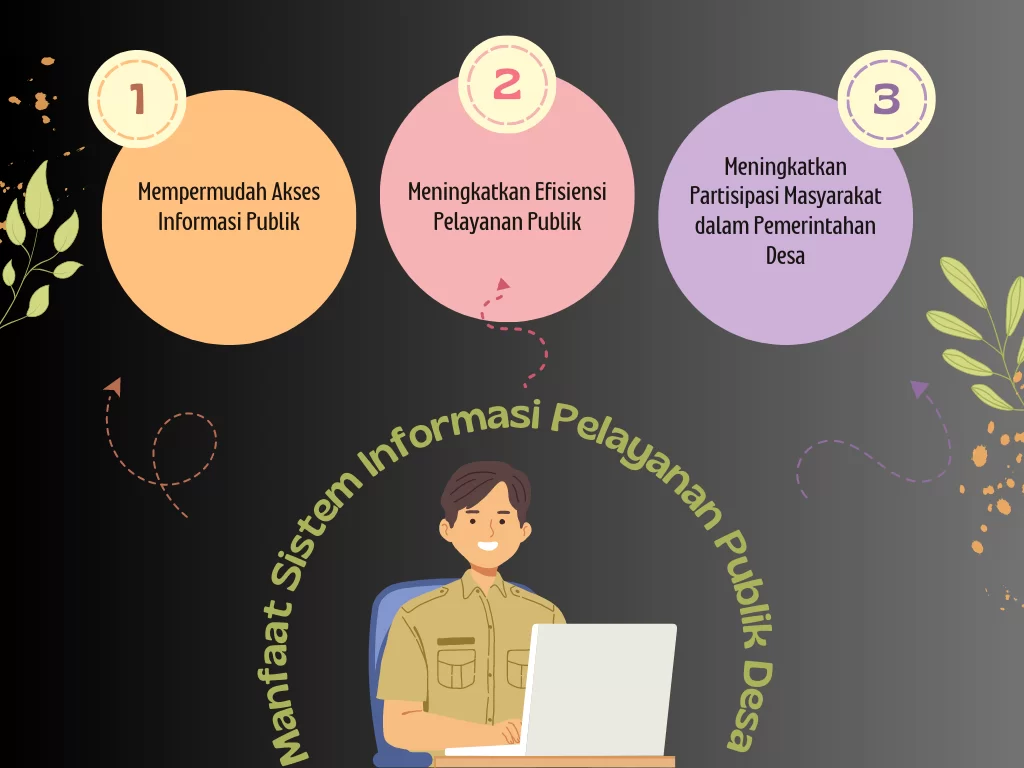 1
Mempermudah Akses
Informasi Publik
2
Meningkatkan Efisiensi
Pelayanan Publik
3
Meningkatkan
Partisipasi Masyarakat
dalam Pemerintahan
Desa
Manfaat Sistem Informasi Pelayanan Publik Desa